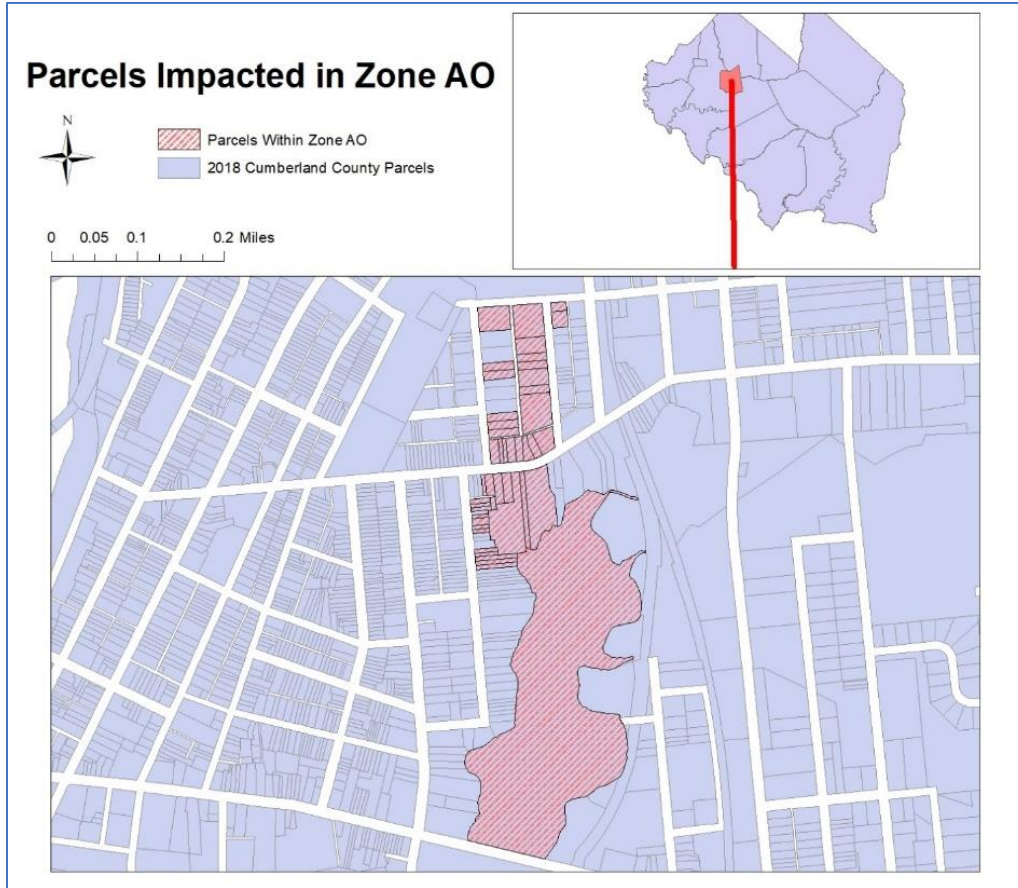 Parcels Impacted in Zone AO
N
Parcels Within Zone AO
2018 Cumberland County Parcels
0 0.05 0.1 0.2 Miles